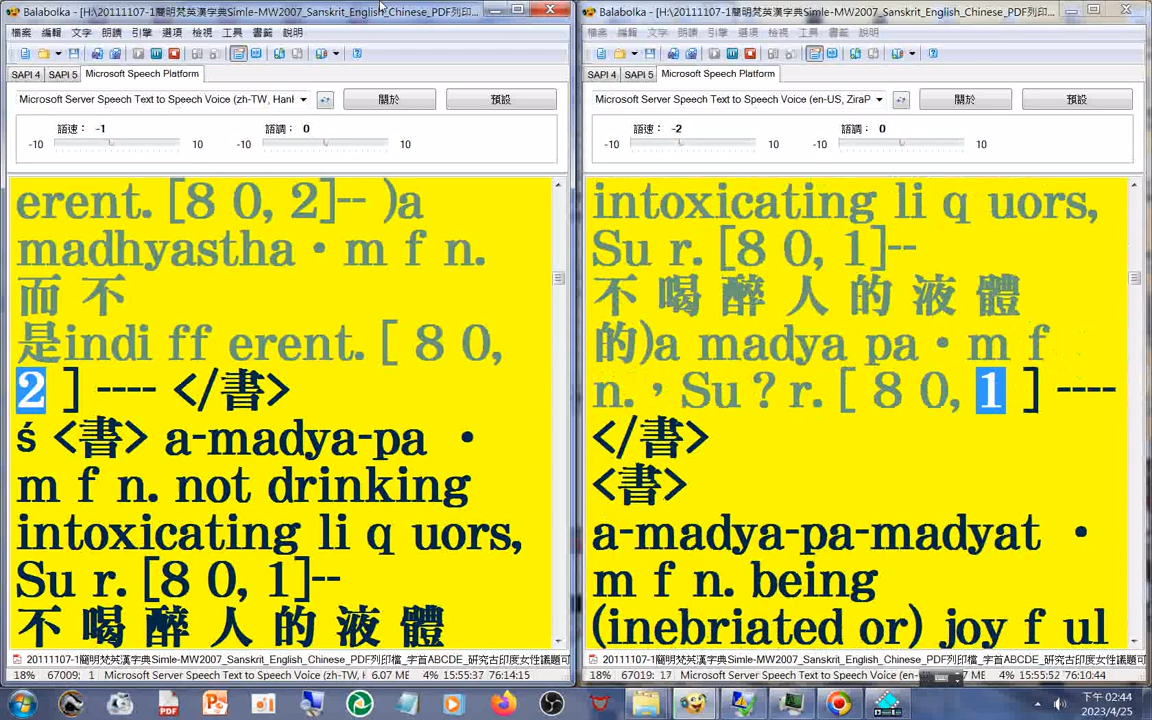 Balabolka - [H:\20111107-1簡明梵英漢字典Simle-MW2007_Sanskrit_English_Chinese_PDF列印...
檔案 編輯 文字 朗讀 引擎 選項 檢視 工具 書籤 說明
SAPI 4 SAPI 5 Microsoft Speech Platform
Microsoft Server Speech Text to Speech Voice (zh-TW, Hanl 關於 預設
語速： -1 語調： 0
-10 10 -10 10
erent. [8 0, 2]-- )a
madhyastha • m f n.
而 不
是indi ff erent. [ 8 0,
2 ] ---- </書>
ś <書> a-madya-pa •
m f n. not drinking
intoxicating li q uors,
Su r. [8 0, 1]--
不 喝 醉 人 的 液 體
20111107-1簡明梵英漢字典Simle-MW2007_Sanskrit_English_Chinese_PDF列印檔_字首ABCDE_研究古印度女性議題可
18% 67009: 1 Microsoft Server Speech Text to Speech Voice (zh-TW, H 6.07 ME 4% 15:55:37 76:14:15
Balabolka - [H:\20111107-1簡明梵英漢字典Simle-MW2007_Sanskrit_English_Chinese_PDF列印...
檔案 編輯 文字 朗讀 引擎 選項 檢視 工具 書籤 說明
SAPI 4 SAPI 5 Microsoft Speech Platform
Microsoft Server Speech Text to Speech Voice (en-US, ZiraP 關於 預設
語速： -2 語調： 0
-10 10 -10 10
intoxicating li q uors,
Su r. [8 0, 1]--
不 喝 醉 人 的 液 體
的)a madya pa • m f
n.，Su？r. [ 8 0, 1 ] ----
</書>
<書>
a-madya-pa-madyat •
m f n. being
(inebriated or) joy f ul
20111107-1簡明梵英漢字典Simle-MW2007_Sanskrit_English_Chinese_PDF列印檔_字首ABCDE_研究古印度女性議題可
18% 67019: 17 Microsoft Server Speech Text to Speech Voice (en-US, 6.07 ME 4% 15:55:52 76:10:44
PDF
下午 02:44
2023/4/25